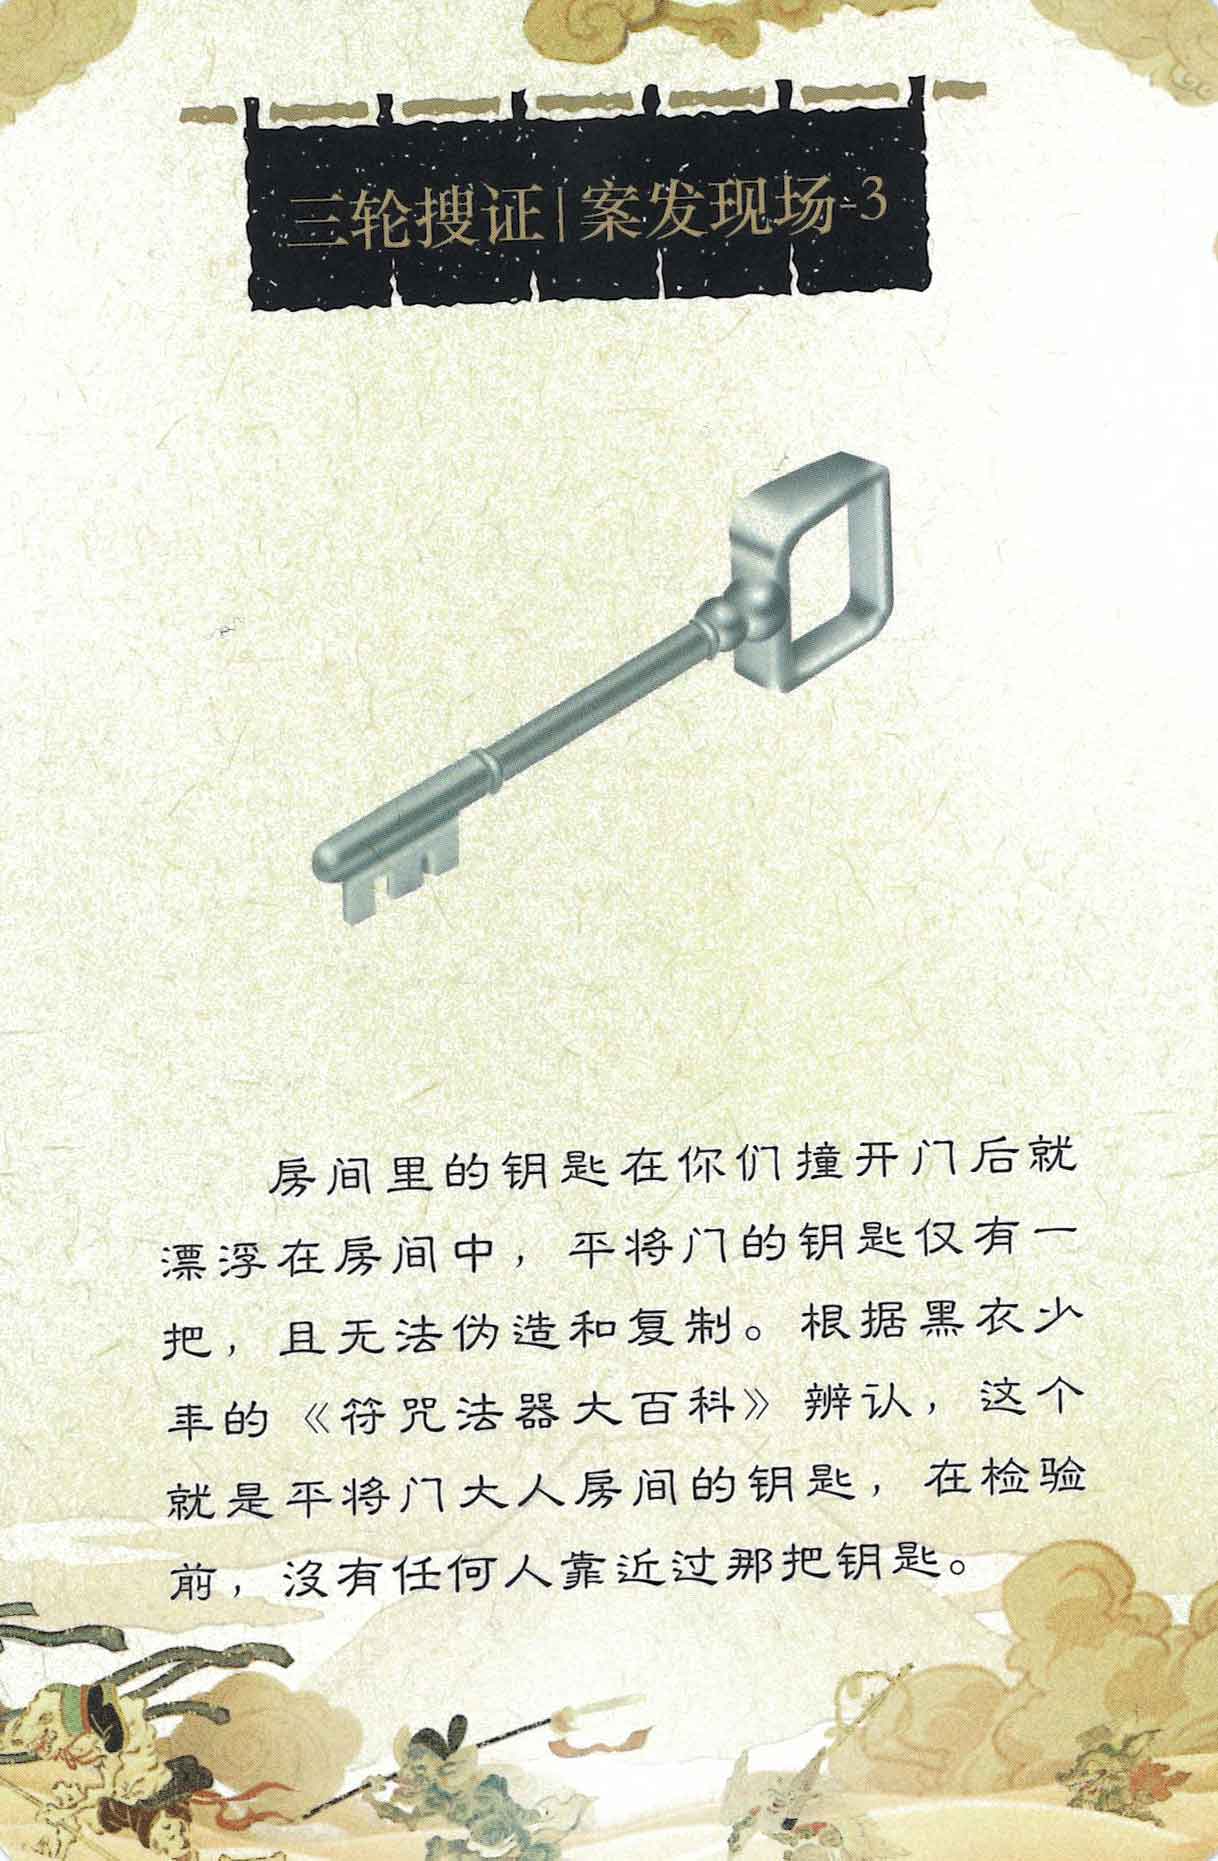 三轮搜证|案发现场-3
房间里的钥匙在你们撞开门后就
漂浮在房间中，平将门的钥匙仅有一
把，且无法伪造和复制。根据黑衣少
年的《符咒法器大百科》辨认，这个
就是平将门大人房间的钥匙，在检验
前，没有任何人靠近过那把钥匙。